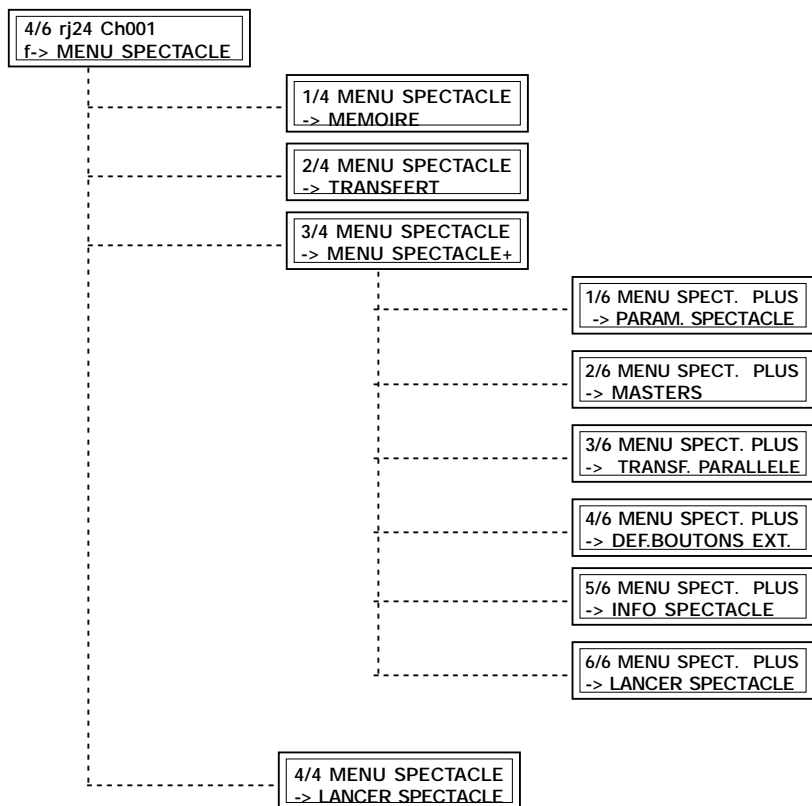 4/6 rj24 Ch001
f-> MENU SPECTACLE
1/4 MENU SPECTACLE
-> MEMOIRE
2/4 MENU SPECTACLE
-> TRANSFERT
3/4 MENU SPECTACLE
-> MENU SPECTACLE+
1/6 MENU SPECT. PLUS
-> PARAM. SPECTACLE
2/6 MENU SPECT. PLUS
-> MASTERS
3/6 MENU SPECT. PLUS
-> TRANSF. PARALLELE
4/6 MENU SPECT. PLUS
-> DEF.BOUTONS EXT.
5/6 MENU SPECT. PLUS
-> INFO SPECTACLE
6/6 MENU SPECT. PLUS
-> LANCER SPECTACLE
4/4 MENU SPECTACLE
-> LANCER SPECTACLE